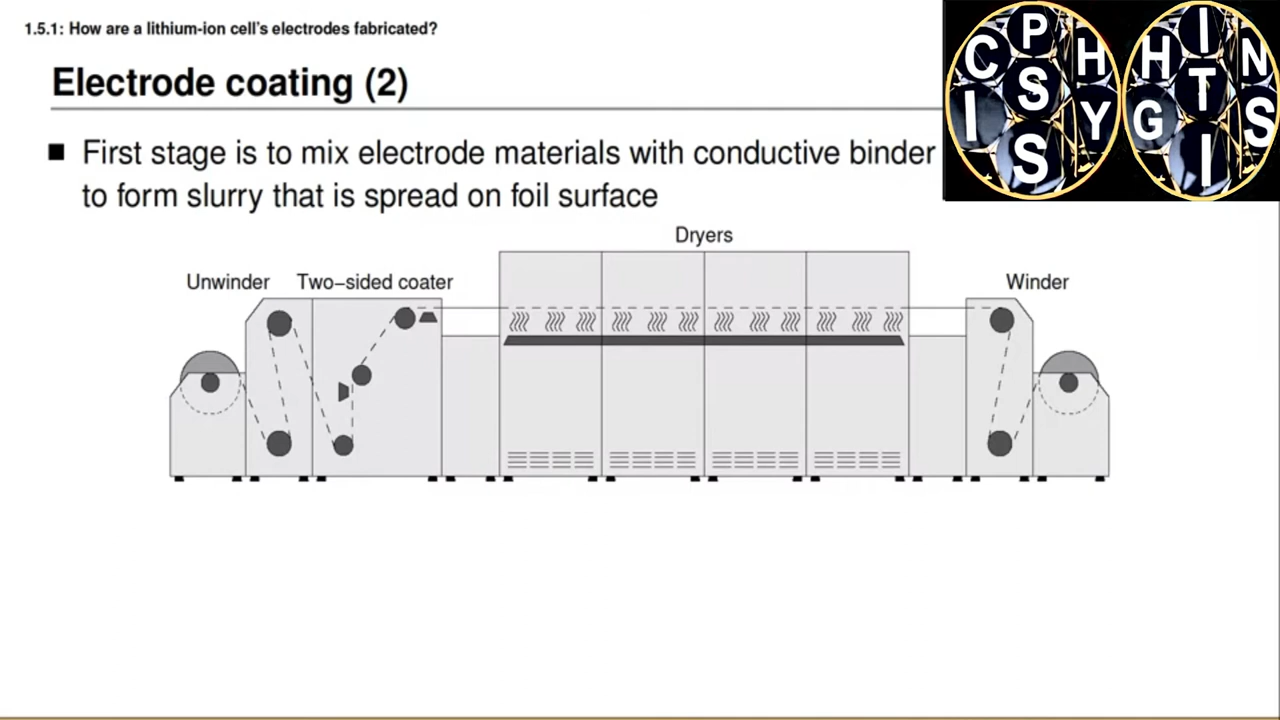 1.5.1: How are a lithium-ion cell's electrodes fabricated?
Electrode coating (2)
■ First stage is to mix electrode materials with conductive binder
to form slurry that is spread on foil surface
Dryers
Unwinder Two-sided coater Winder
P
C H
S
I Y
S
I
H N
T
G S
I